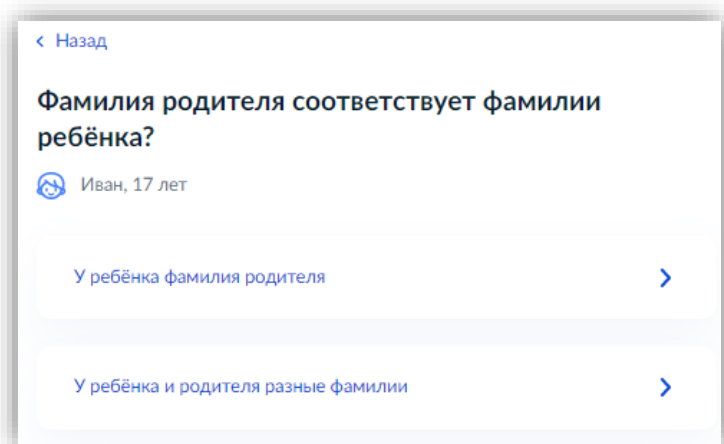 Назад
Фамилия родителя соответствует фамилии
ребёнка?
Иван, 17 лет
У ребёнка фамилия родителя
У ребёнка и родителя разные фамилии